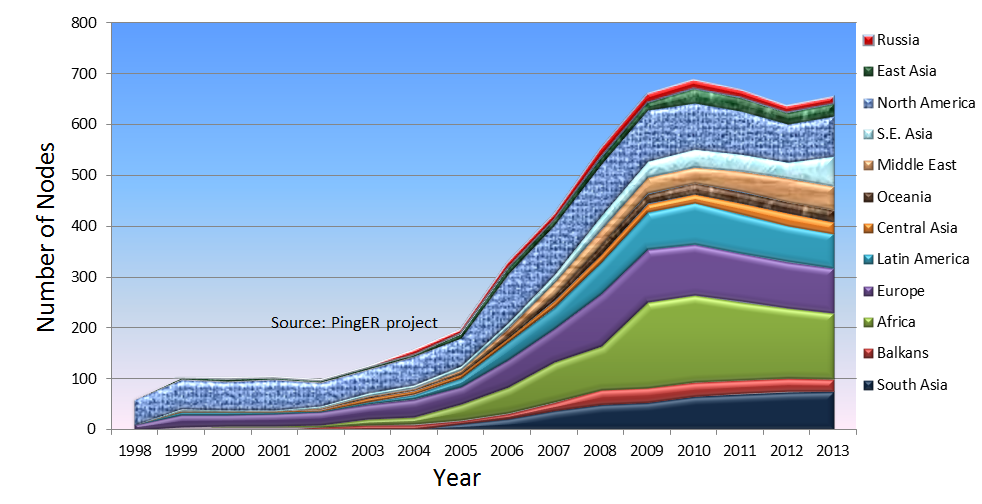 800
700
600
500
400
300
200
100
0
Number of Nodes
Source: PingER project
1998 1999 2000 2001 2002 2003 2004 2005 2006 2007 2008 2009 2010 2011 2012 2013
Year
Russia
East Asia
North America
S.E. Asia
Middle East
Oceania
Central Asia
Latin America
Europe
Africa
Balkans
South Asia